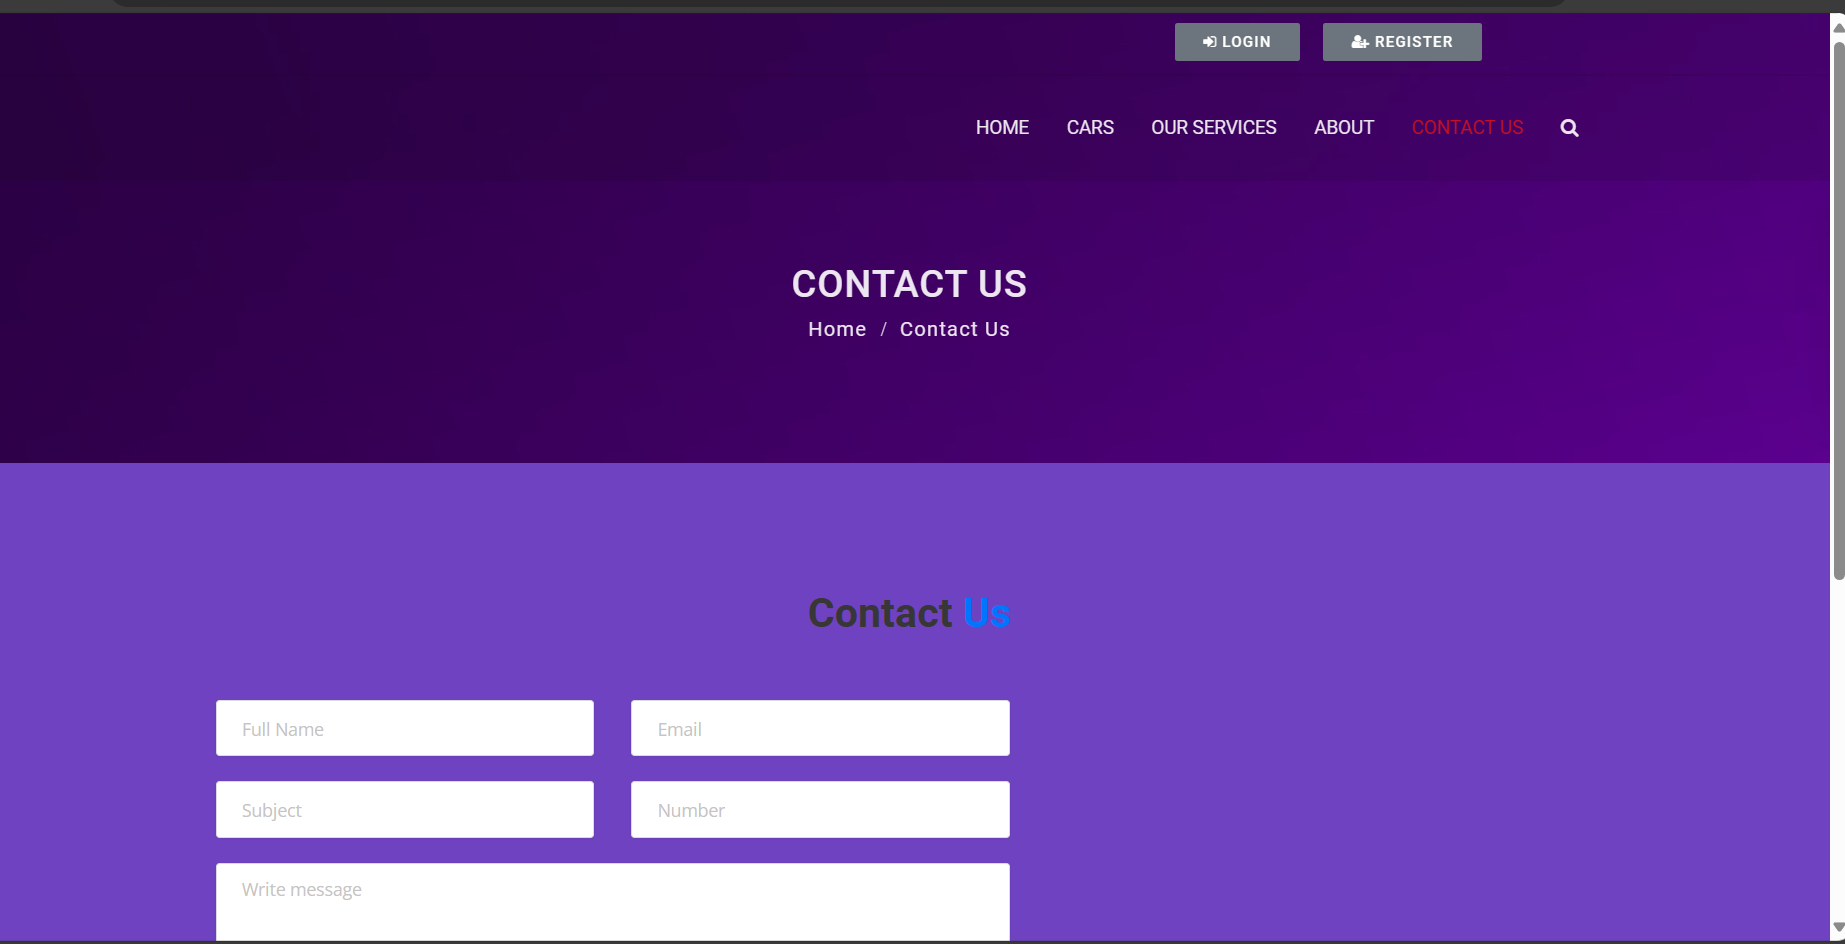 LOGIN REGISTER
HOME CARS OUR SERVICES ABOUT CONTACT US
CONTACT US
Home / Contact Us
Contact Us
Full Name Email
Subject Number
Write message